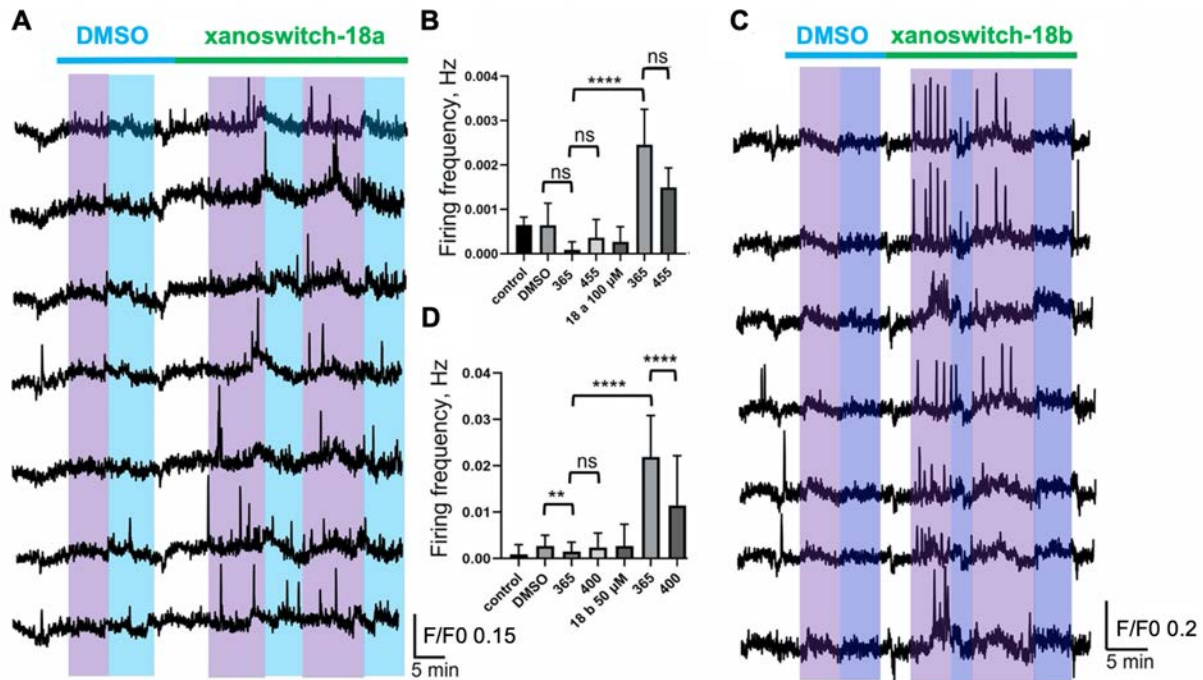 A
DMSO xanoswitch-18a
F/F0 0.15
5 min
B
Firing frequency, Hz
0.004
0.003
0.002
0.001
0.000
ns
ns
****
ns
control
DMSO
365
455
18 a 100 µM
365
455
D
Firing frequency, Hz
0.04
0.03
0.02
0.01
0.00
**
ns
****
****
control
DMSO
365
400
18 b 50 µM
365
400
C
DMSO xanoswitch-18b
F/F0 0.2
5 min